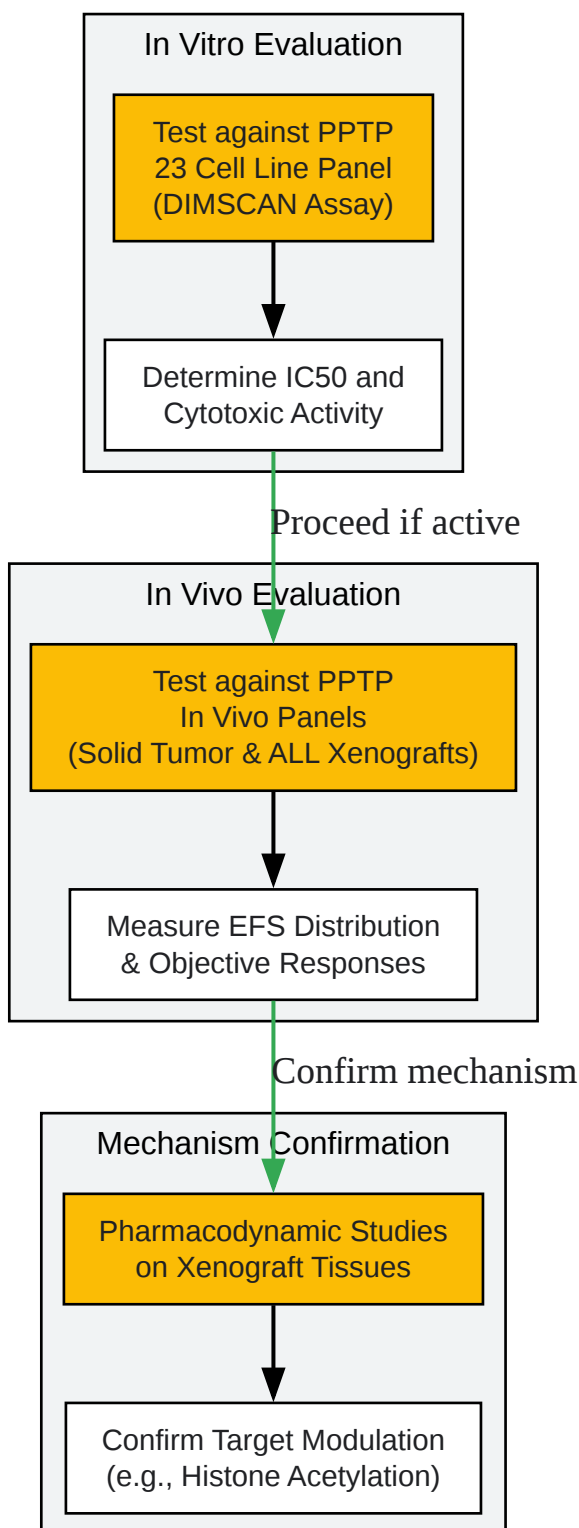 In Vitro Evaluation
Test against PPTP
23 Cell Line Panel
(DIMSCAN Assay)
Determine IC50 and
Cytotoxic Activity
Proceed if active
In Vivo Evaluation
Test against PPTP
In Vivo Panels
(Solid Tumor & ALL Xenografts)
Measure EFS Distribution
& Objective Responses
Confirm mechanism
Mechanism Confirmation
Pharmacodynamic Studies
on Xenograft Tissues
Confirm Target Modulation
(e.g., Histone Acetylation)